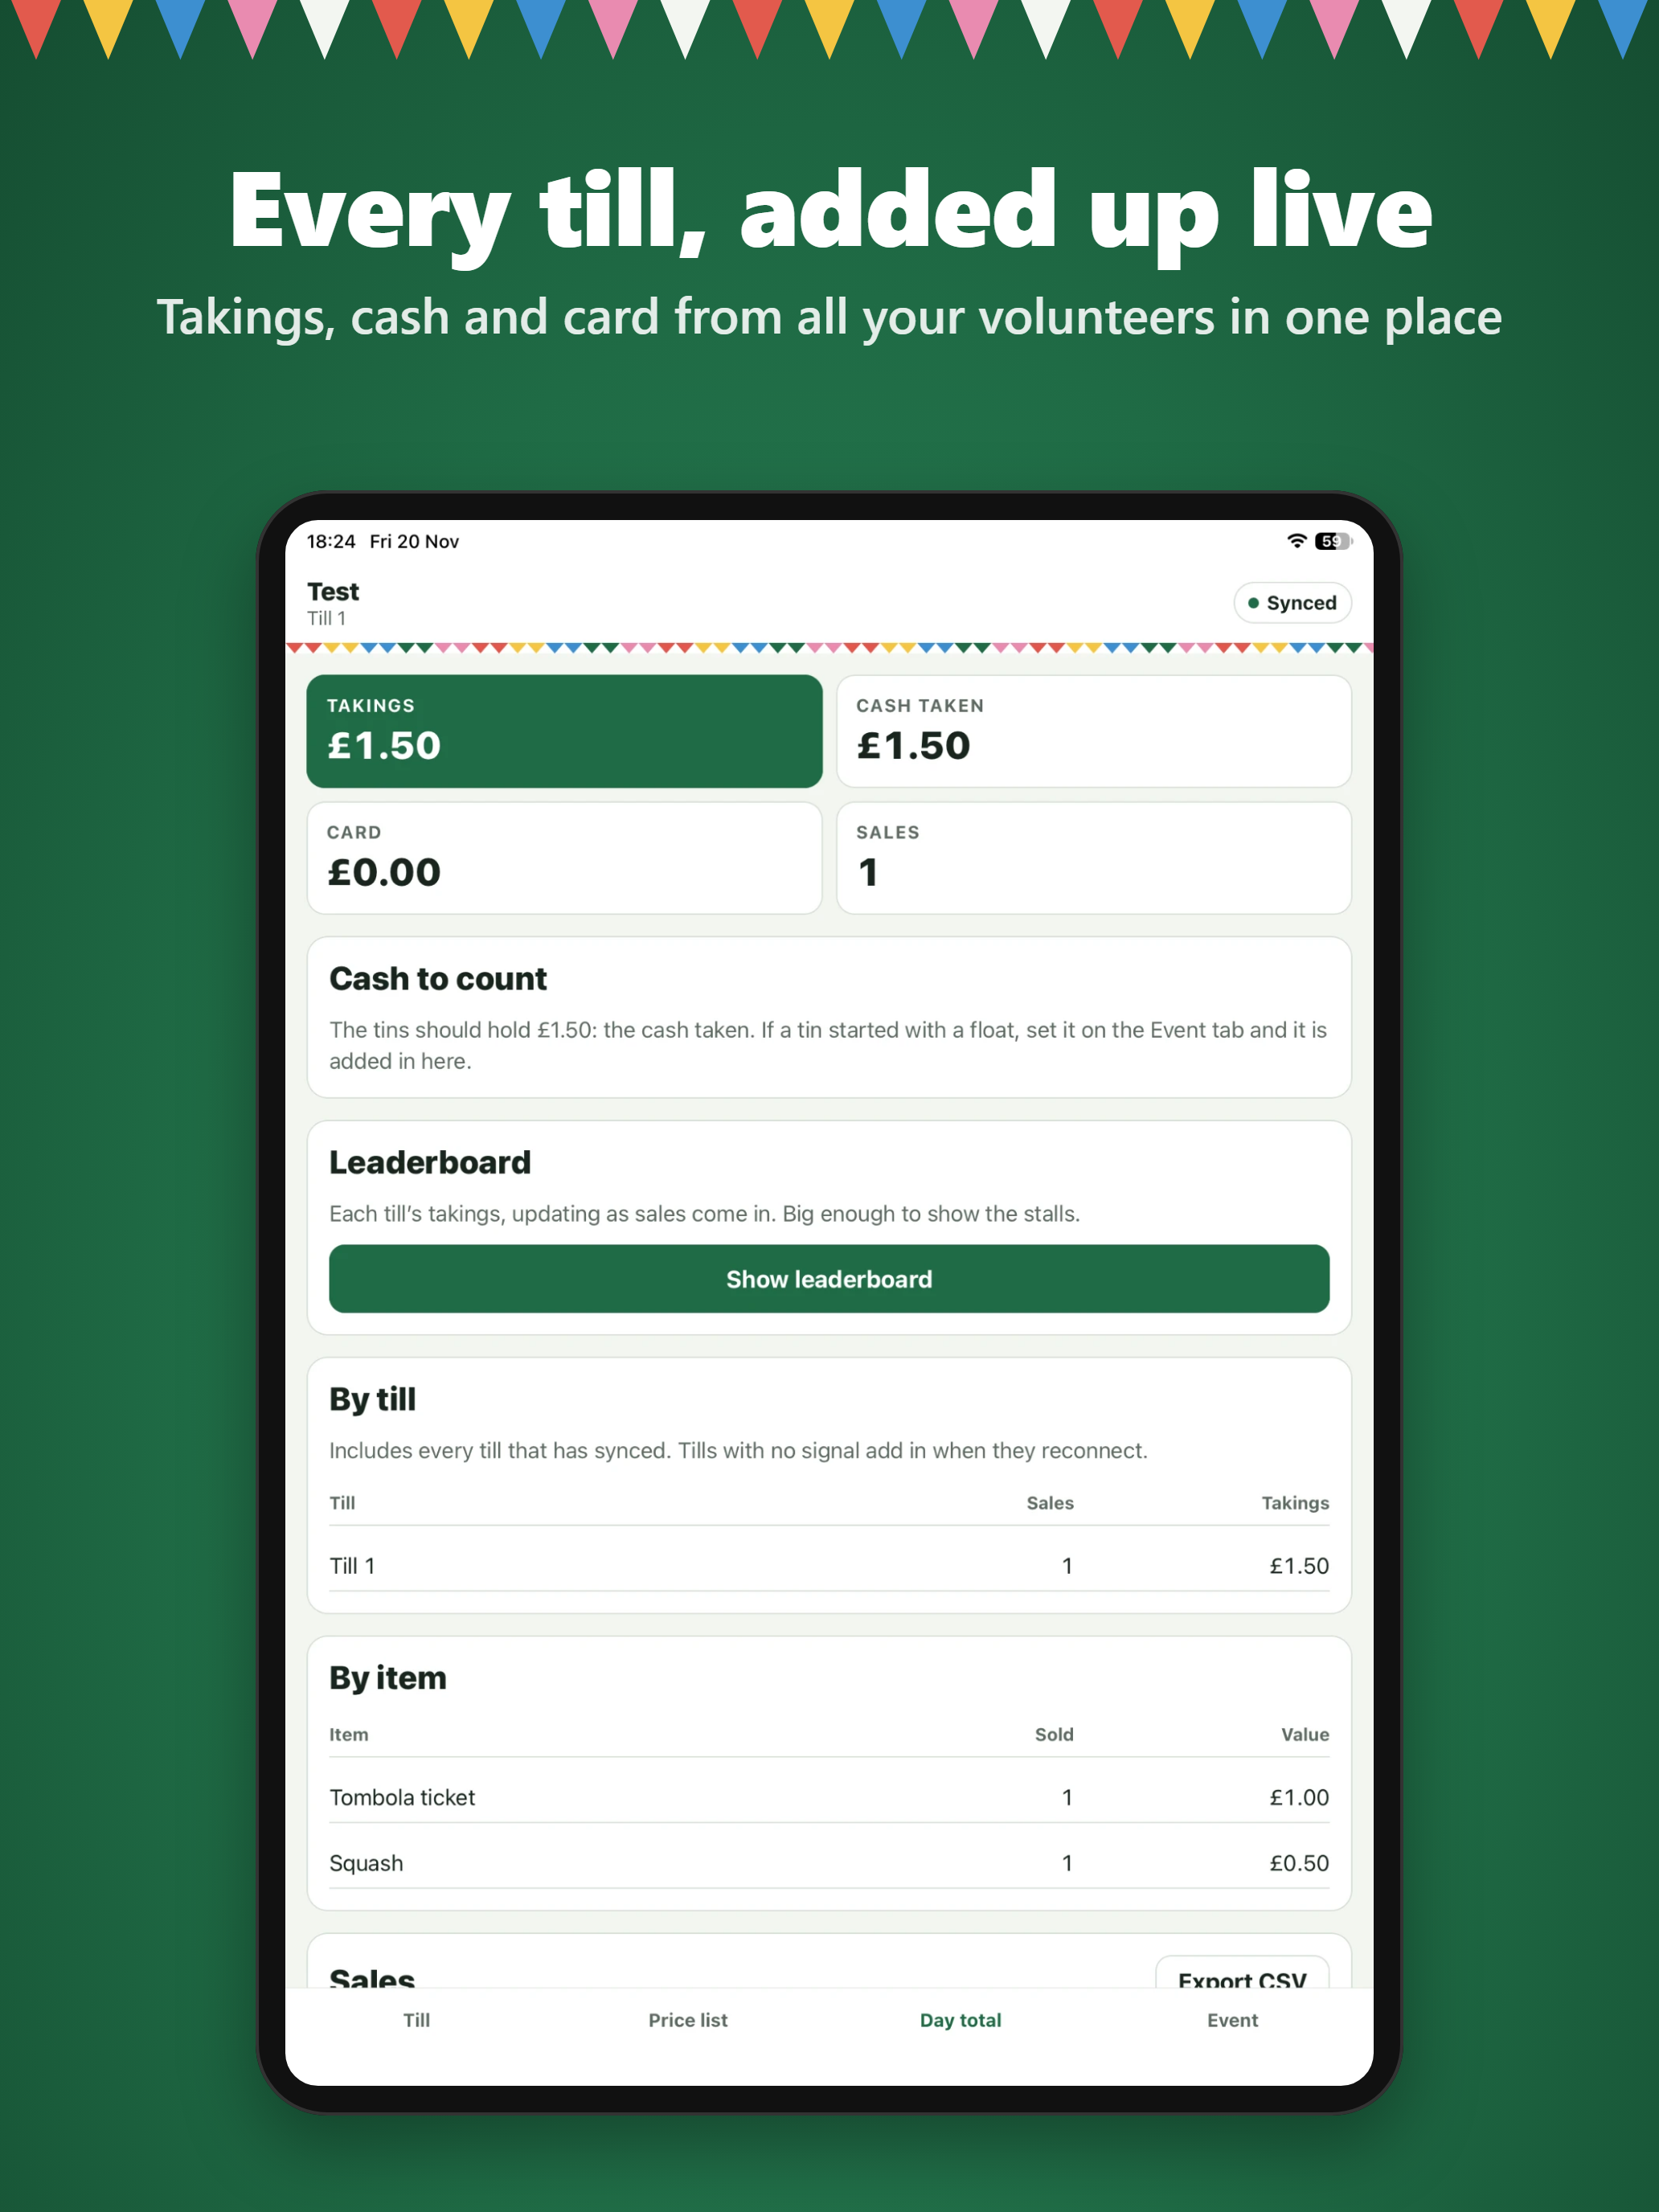 Every till, added up live
Takings, cash and card from all your volunteers in one place
18:24 Fri 20 Nov
59
Test
Till 1
Synced
TAKINGS
£1.50
CASH TAKEN
£1.50
CARD
£0.00
SALES
1
Cash to count
The tins should hold £1.50: the cash taken. If a tin started with a float, set it on the Event tab and it is
added in here.
Leaderboard
Each till’s takings, updating as sales come in. Big enough to show the stalls.
Show leaderboard
By till
Includes every till that has synced. Tills with no signal add in when they reconnect.
Till Sales Takings
Till 1 1 £1.50
By item
Item Sold Value
Tombola ticket 1 £1.00
Squash 1 £0.50
Sales Export CSV
Till Price list Day total Event